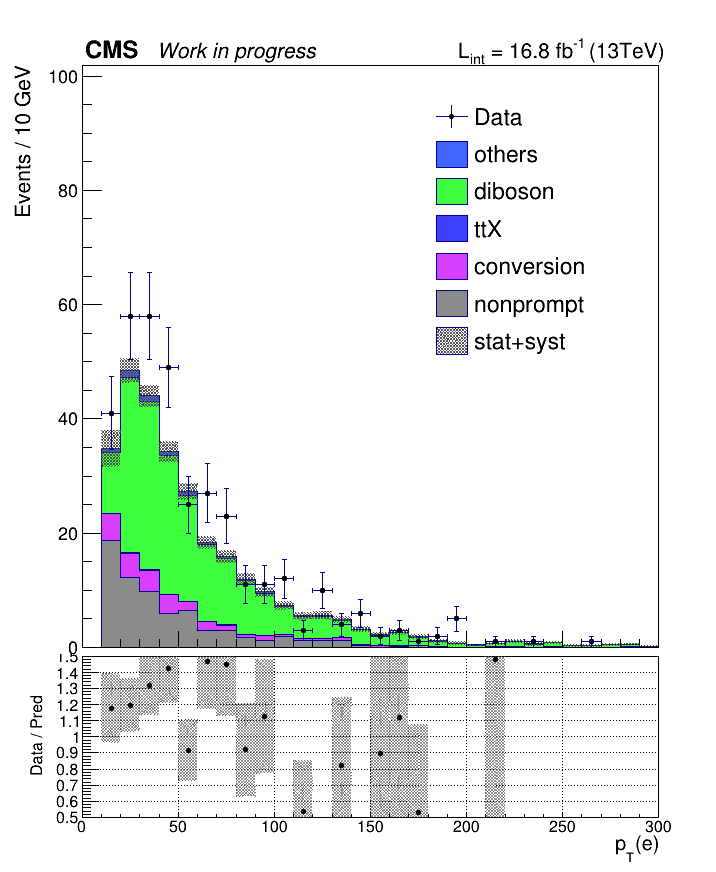 CMS Work in progress L_int = 16.8 fb^-1 (13TeV)
Events / 10 GeV
100
80
60
40
20
0
Data
others
diboson
ttX
conversion
nonprompt
stat+syst
Data / Pred
1.5
1.4
1.3
1.2
1.1
1
0.9
0.8
0.7
0.6
0.5
0 50 100 150 200 250 300
p_T(e)